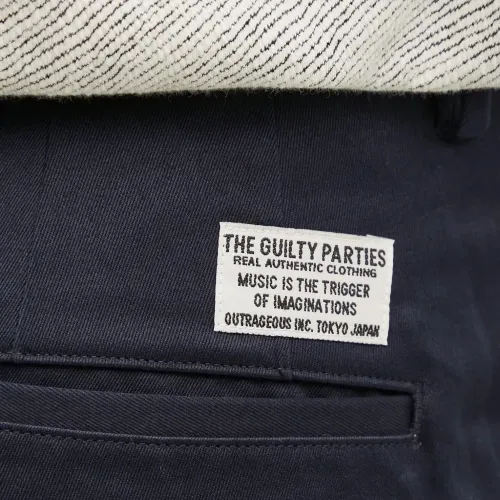 THE GUILTY PARTIES
REAL AUTHENTIC CLOTHING
MUSIC IS THE TRIGGER
OF IMAGINATIONS
OUTRAGEOUS INC. TOKYO JAPAN